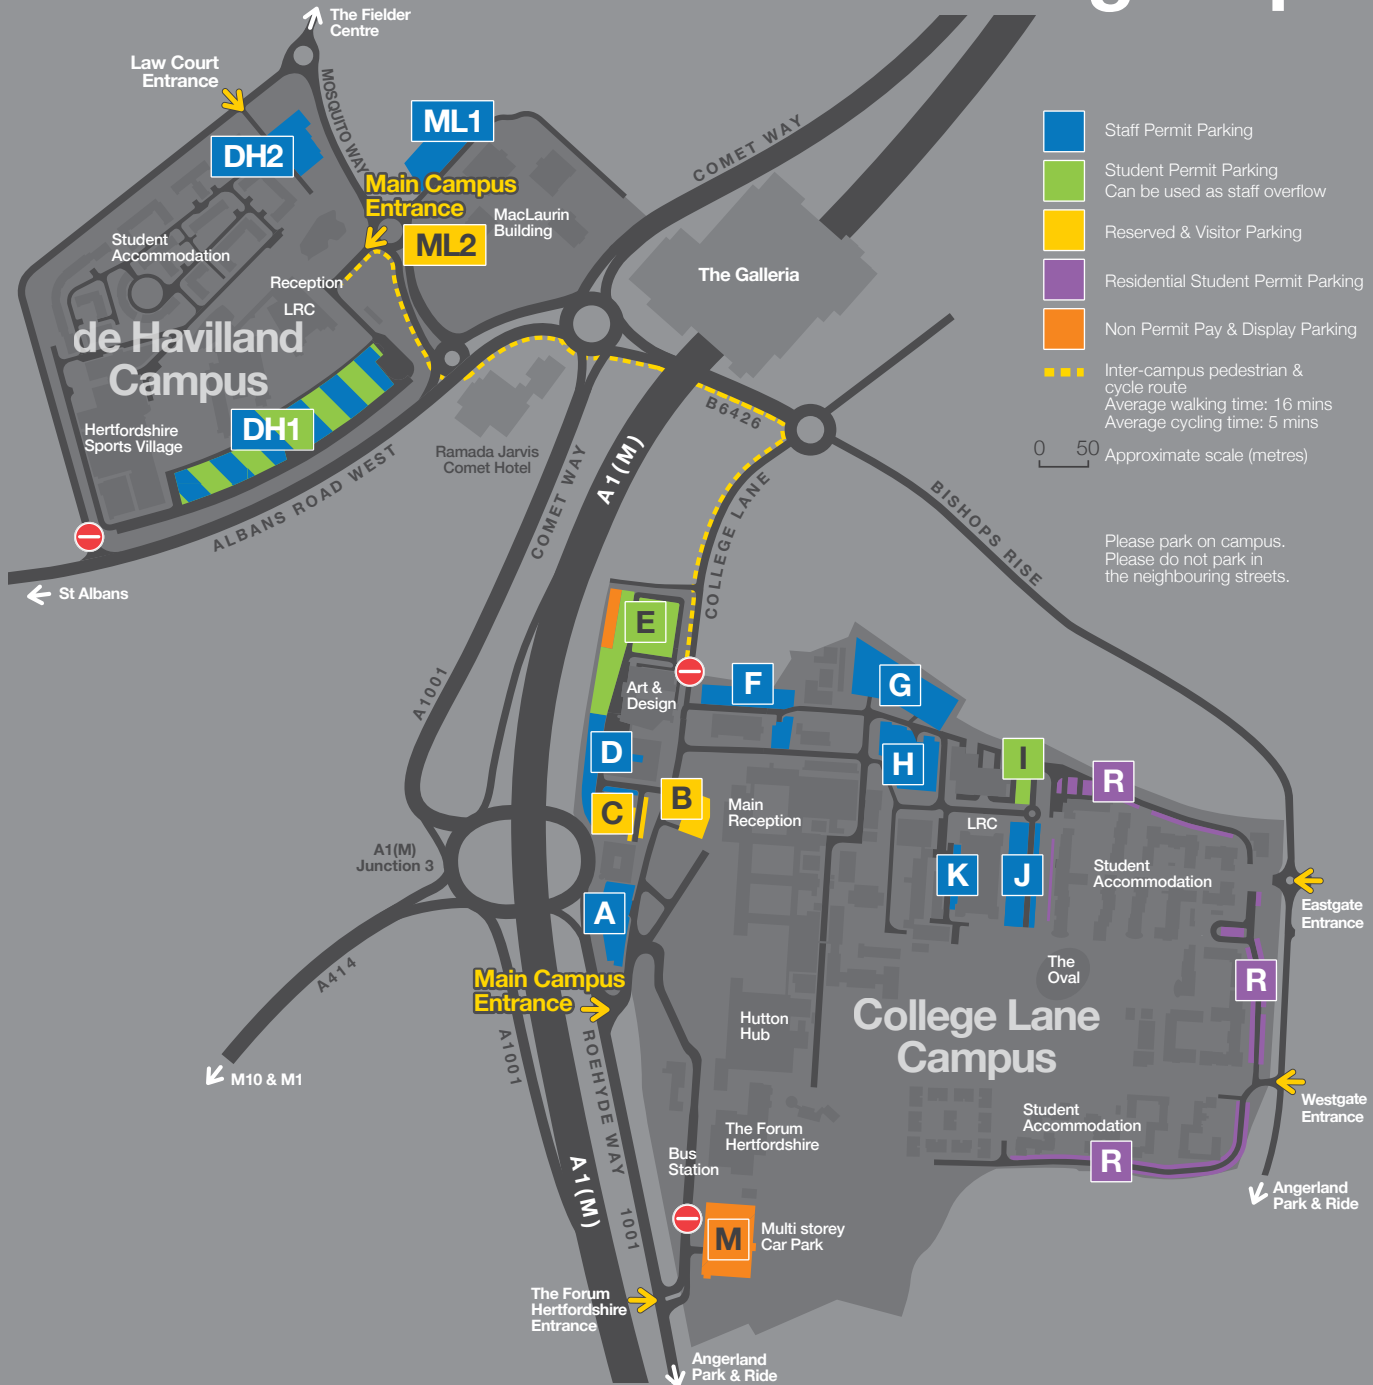 The Fielder
Centre
Law Court
Entrance
MOSQUITO WAY
ML1
DH2
Main Campus
Entrance
MacLaurin
Building
ML2
Student
Accommodation
Reception
LRC
de Havilland
Campus
DH1
Hertfordshire
Sports Village
ALBANS ROAD WEST
St Albans
COMET WAY
The Galleria
Ramada Jarvis
Comet Hotel
COMET WAY
A1(M)
B6426
COLLEGE LANE
BISHOPS RISE
Staff Permit Parking
Student Permit Parking
Can be used as staff overflow
Reserved & Visitor Parking
Residential Student Permit Parking
Non Permit Pay & Display Parking
Inter-campus pedestrian &
cycle route
Average walking time: 16 mins
Average cycling time: 5 mins
0 50
Approximate scale (metres)
Please park on campus.
Please do not park in
the neighbouring streets.
A1001
E
Art &
Design
F
G
D
H
I
R
C
B
Main
Reception
LRC
A1(M)
Junction 3
K
J
Student
Accommodation
Eastgate
Entrance
A
A414
Main Campus
Entrance
The
Oval
R
Hutton
Hub
College Lane
Campus
M10 & M1
A1001
ROEHYDE WAY
Westgate
Entrance
Student
Accommodation
The Forum
Hertfordshire
Bus
Station
R
A1(M)
1001
Angerland
Park & Ride
M
Multi storey
Car Park
The Forum
Hertfordshire
Entrance
Angerland
Park & Ride